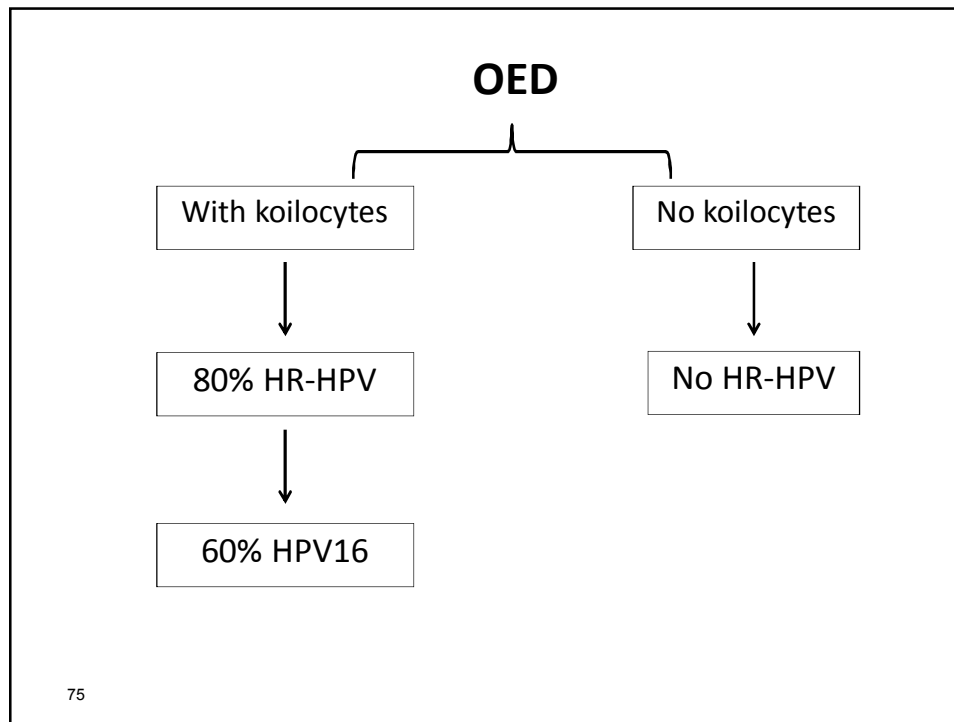 OED
With koilocytes
No koilocytes
80% HR-HPV
No HR-HPV
60% HPV16
75